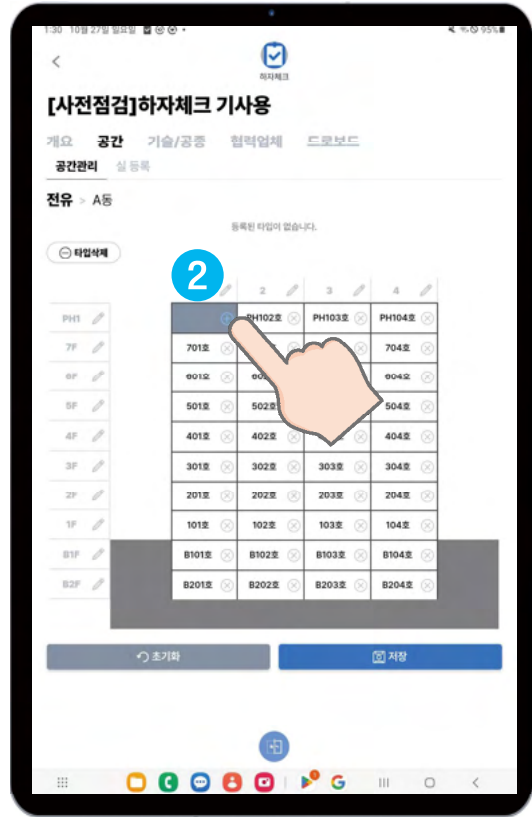 1:30 10월 27일 일요일
95%
하자체크
[사전점검]하자체크 기사용
개요 공간 기술/공종 협력업체 드로보드
공간관리 실 등록
전유 > A동
등록된 타입이 없습니다.
타입삭제
2
2 3 4
PH1 PH102호 PH103호 PH104호
7F 701호 704호
6F 601호 604호
5F 501호 502호 504호
4F 401호 402호 404호
3F 301호 302호 303호 304호
2F 201호 202호 203호 204호
1F 101호 102호 103호 104호
B1F B101호 B102호 B103호 B104호
B2F B201호 B202호 B203호 B204호
초기화 저장